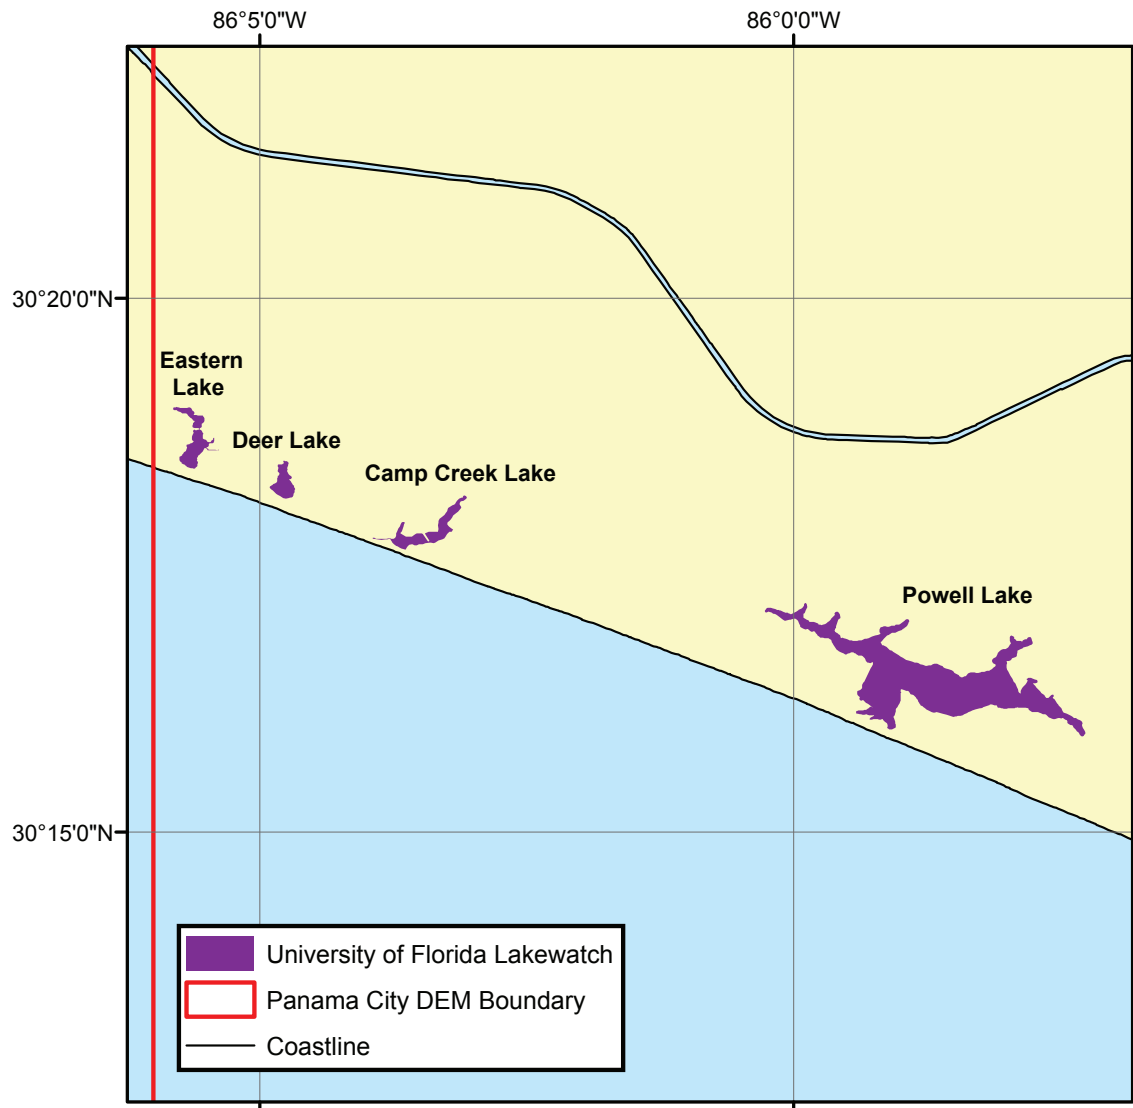 86°5'0"W
86°0'0"W
30°20'0"N
Eastern
Lake
Deer Lake
Camp Creek Lake
Powell Lake
30°15'0"N
University of Florida Lakewatch
Panama City DEM Boundary
Coastline